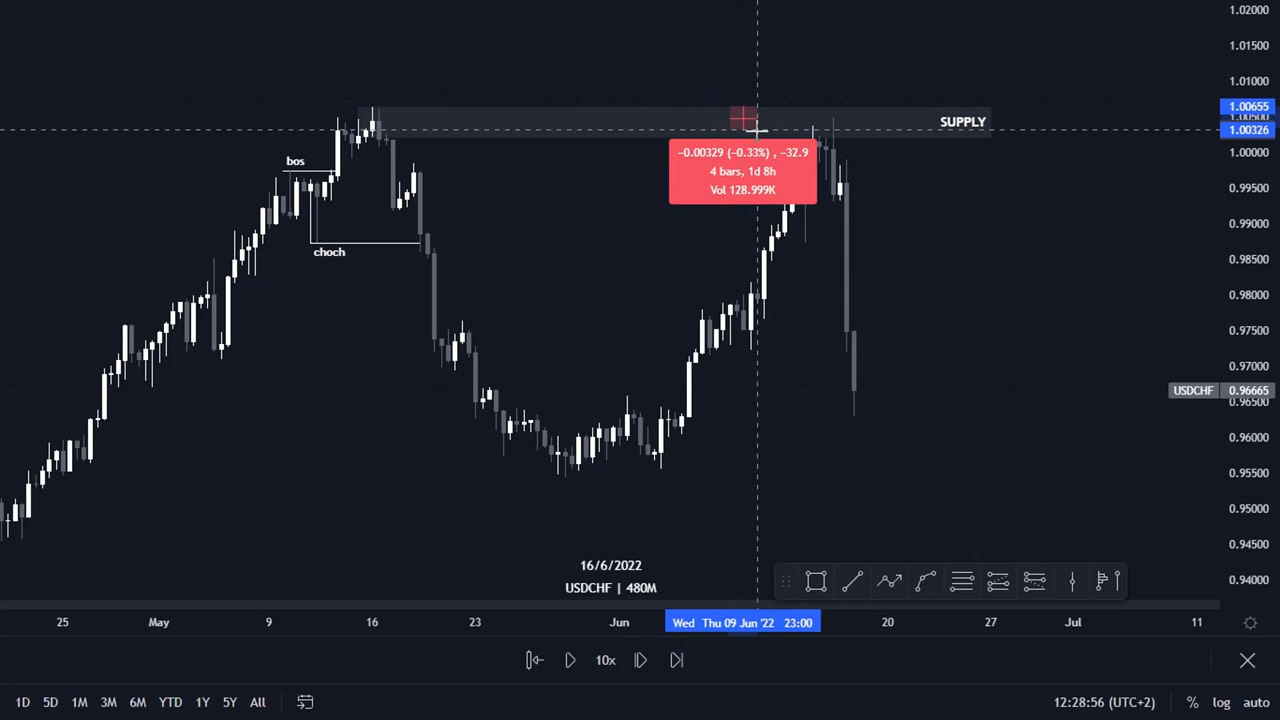 1.02000
1.01500
1.01000
1.00655
1.00500
SUPPLY
1.00326
−0.00329 (−0.33%) , −32.9
4 bars, 1d 8h
Vol 128.999K
bos
choch
1.00000
0.99500
0.99000
0.98500
0.98000
0.97500
0.97000
USDCHF 0.96665
0.96500
0.96000
0.95500
0.95000
0.94500
0.94000
16/6/2022
USDCHF | 480M
25 May 9 16 23 Jun Wed Thu 09 Jun '22 23:00 20 27 Jul 11
10x
1D 5D 1M 3M 6M YTD 1Y 5Y All 12:28:56 (UTC+2) % log auto